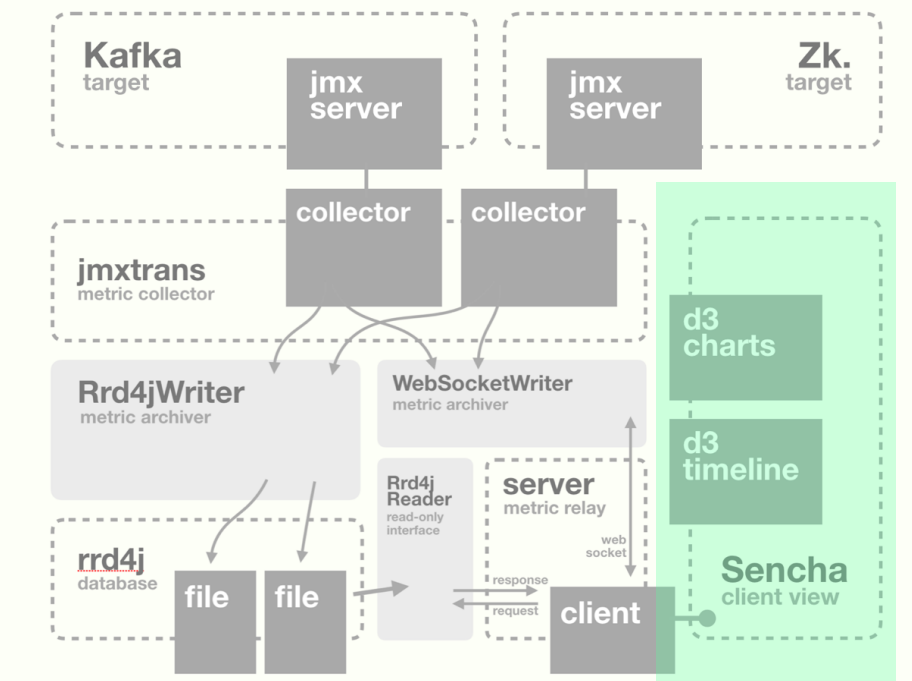 Kafka
target
jmx
server
jmx
server
Zk.
target
collector
collector
jmxtrans
metric collector
d3
charts
Rrd4jWriter
metric archiver
WebSocketWriter
metric archiver
d3
timeline
Rrd4j
Reader
read-only
interface
server
metric relay
web
socket
rrd4j
database
file
file
response
request
client
Sencha
client view